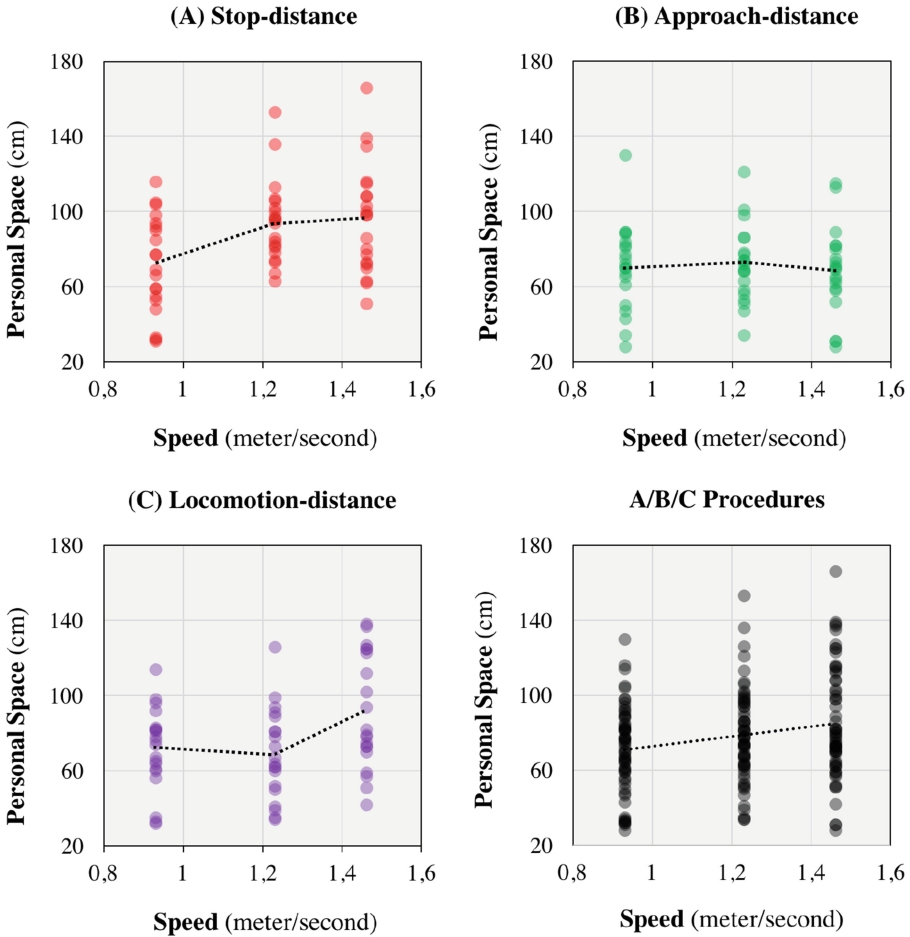 (A) Stop-distance
Personal Space (cm)
180
140
100
60
20
0,8 1 1,2 1,4 1,6
Speed (meter/second)
(B) Approach-distance
Personal Space (cm)
180
140
100
60
20
0,8 1 1,2 1,4 1,6
Speed (meter/second)
(C) Locomotion-distance
Personal Space (cm)
180
140
100
60
20
0,8 1 1,2 1,4 1,6
Speed (meter/second)
A/B/C Procedures
Personal Space (cm)
180
140
100
60
20
0,8 1 1,2 1,4 1,6
Speed (meter/second)